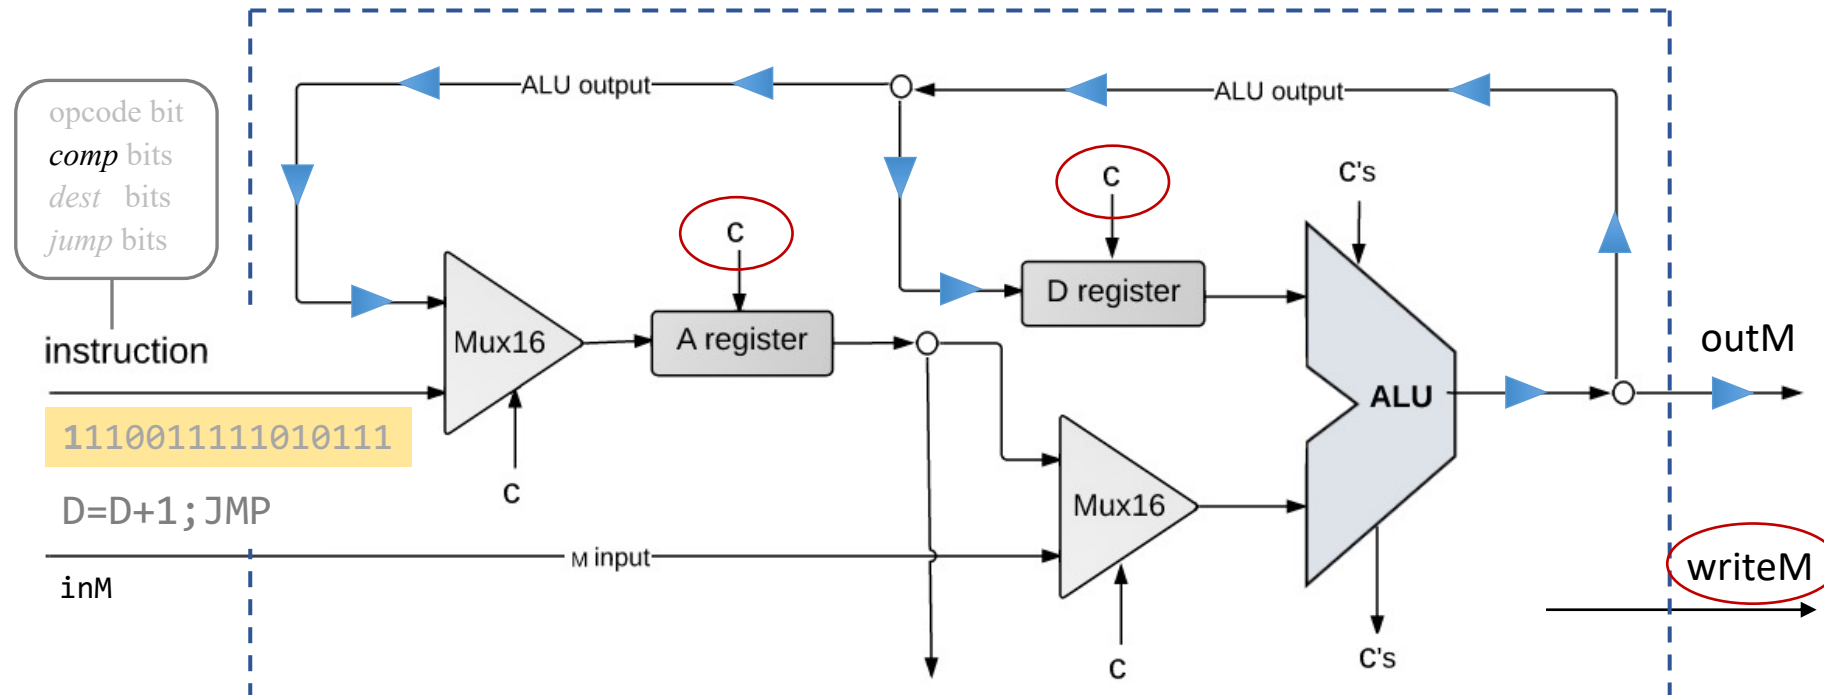 ALU output
ALU output
opcode bit
comp bits
dest bits
jump bits
c
c
c's
instruction
Mux16
A register
D register
ALU
outM
1110011111010111
c
D=D+1;JMP
Mux16
M input
inM
writeM
c
c's